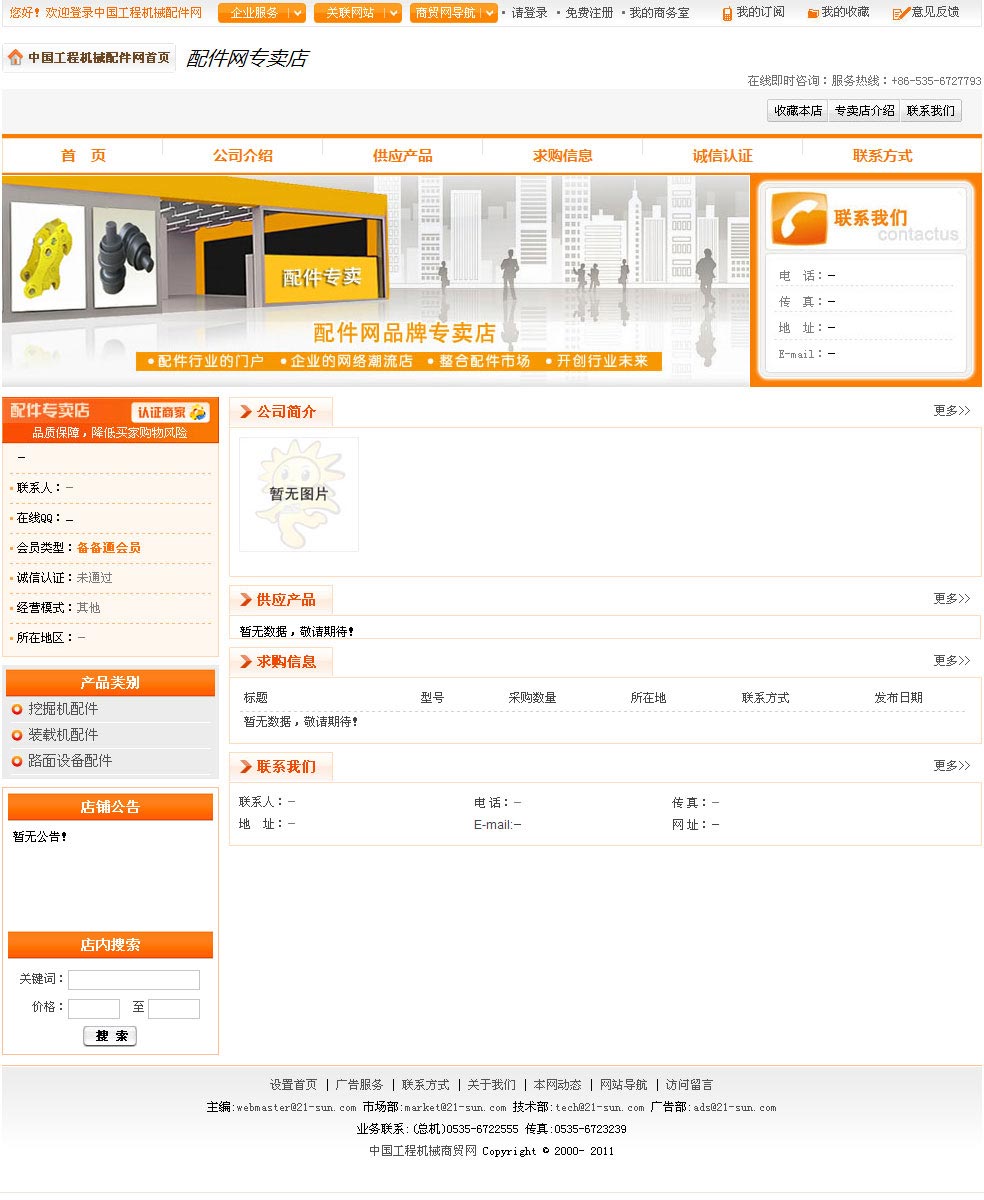 您好！欢迎登录中国工程机械配件网 企业服务 关联网站 商贸网导航 · 请登录 · 免费注册 · 我的商务室 我的订阅 我的收藏 意见反馈
中国工程机械配件网首页 配件网专卖店
在线即时咨询：服务热线：+86-535-6727793
收藏本店 专卖店介绍 联系我们
首 页 公司介绍 供应产品 求购信息 诚信认证 联系方式
配件专卖
配件网品牌专卖店
●配件行业的门户 ●企业的网络潮流店 ●整合配件市场 ●开创行业未来
联系我们
contactus
电 话：—
传 真：—
地 址：—
E-mail：—
配件专卖店 认证商家
品质保障，降低买家购物风险
—
联系人：—
在线QQ：—
会员类型：备备通会员
诚信认证：未通过
经营模式：其他
所在地区：—
产品类别
挖掘机配件
装载机配件
路面设备配件
店铺公告
暂无公告！
店内搜索
关键词：
价格： 至
搜 索
公司简介 更多>>
暂无图片
供应产品 更多>>
暂无数据，敬请期待！
求购信息 更多>>
标题 型号 采购数量 所在地 联系方式 发布日期
暂无数据，敬请期待！
联系我们 更多>>
联系人：— 电 话：— 传 真：—
地 址：— E-mail:— 网 址：—
设置首页 | 广告服务 | 联系方式 | 关于我们 | 本网动态 | 网站导航 | 访问留言
主编:webmaster@21-sun.com 市场部:market@21-sun.com 技术部:tech@21-sun.com 广告部:ads@21-sun.com
业务联系:(总机)0535-6722555 传真:0535-6723239
中国工程机械商贸网 Copyright © 2000- 2011